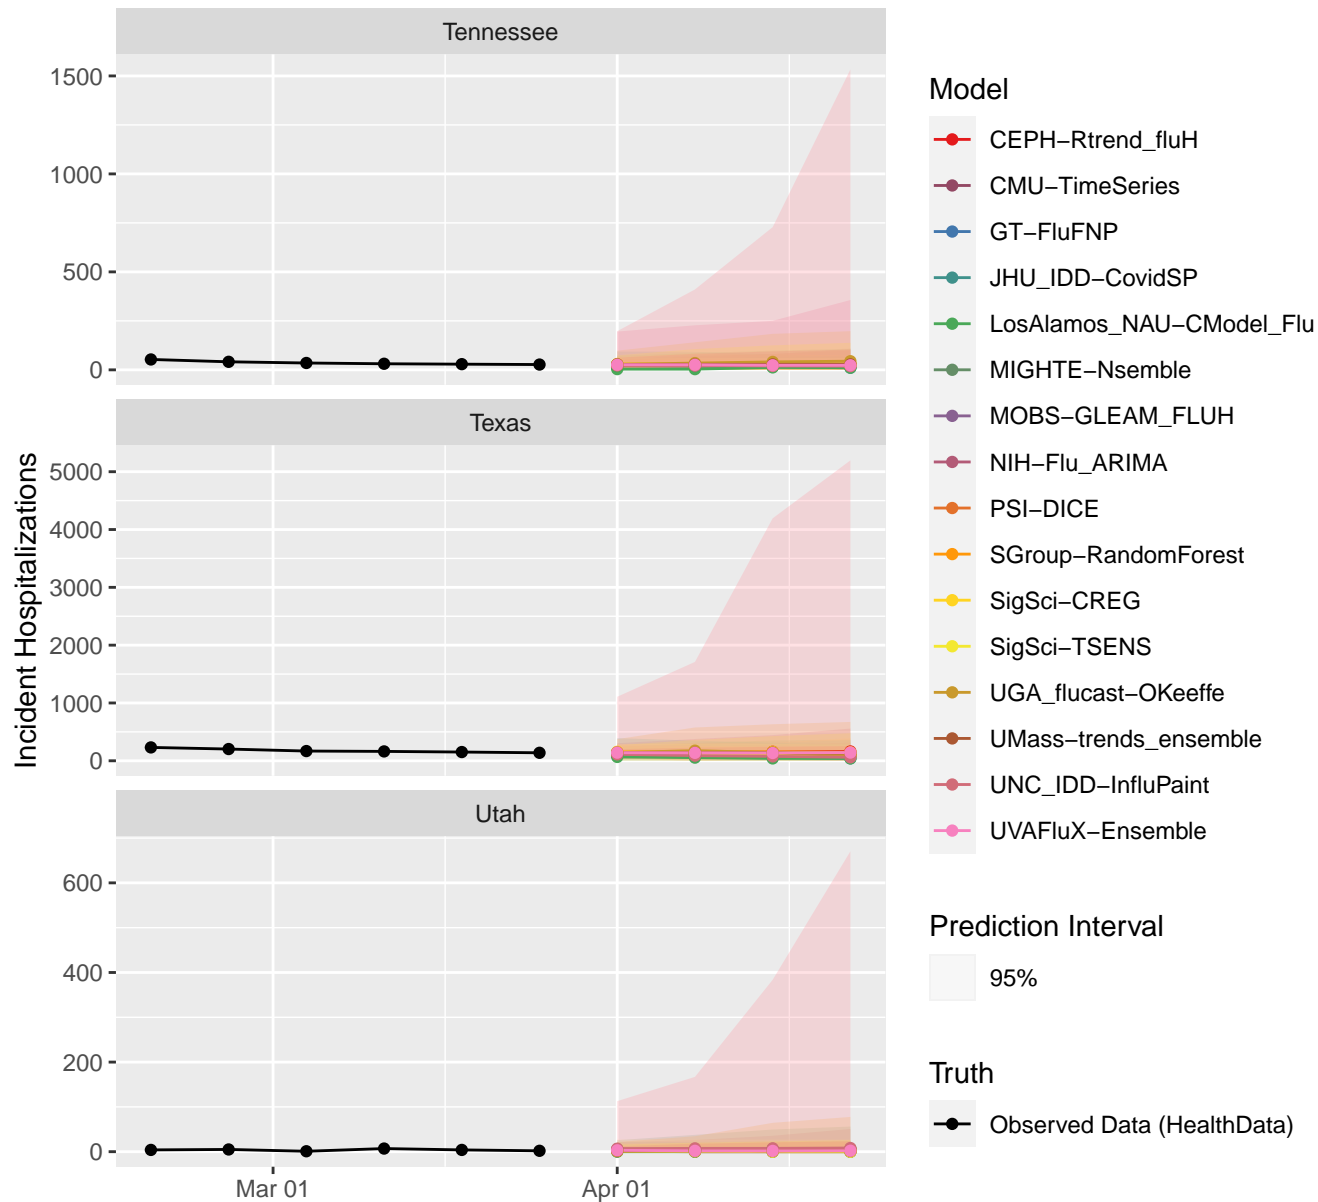 Tennessee
1500
1000
500
0
Texas
5000
4000
3000
2000
1000
0
Utah
600
400
200
0
Mar 01
Apr 01
Incident Hospitalizations
Model
CEPH−Rtrend_fluH
CMU−TimeSeries
GT−FluFNP
JHU_IDD−CovidSP
LosAlamos_NAU−CModel_Flu
MIGHTE−Nsemble
MOBS−GLEAM_FLUH
NIH−Flu_ARIMA
PSI−DICE
SGroup−RandomForest
SigSci−CREG
SigSci−TSENS
UGA_flucast−OKeeffe
UMass−trends_ensemble
UNC_IDD−InfluPaint
UVAFluX−Ensemble
Prediction Interval
95%
Truth
Observed Data (HealthData)